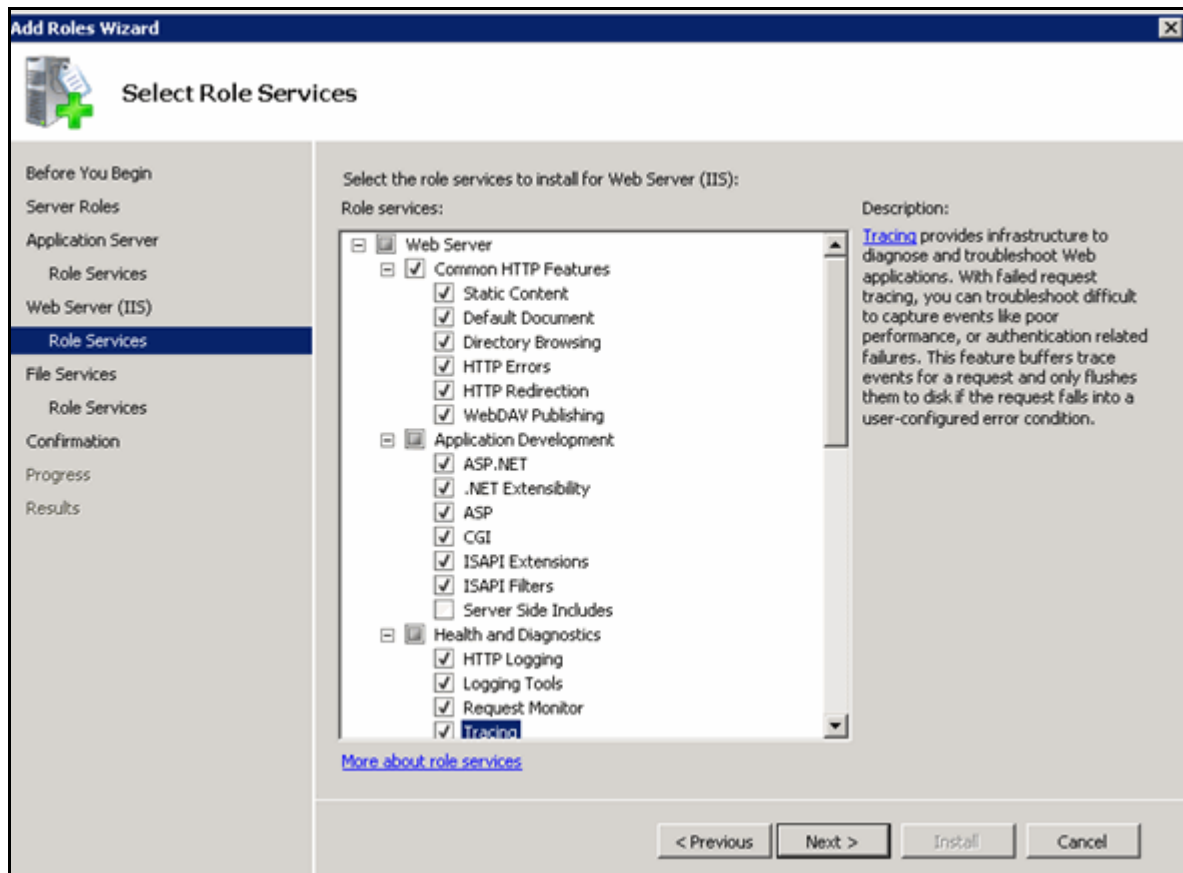 Add Roles Wizard
Select Role Services
Before You Begin
Server Roles
Application Server
Role Services
Web Server (IIS)
Role Services
File Services
Role Services
Confirmation
Progress
Results
Select the role services to install for Web Server (IIS):
Role services:
Web Server
Common HTTP Features
Static Content
Default Document
Directory Browsing
HTTP Errors
HTTP Redirection
WebDAV Publishing
Application Development
ASP.NET
.NET Extensibility
ASP
CGI
ISAPI Extensions
ISAPI Filters
Server Side Includes
Health and Diagnostics
HTTP Logging
Logging Tools
Request Monitor
Tracing
More about role services
Description:
Tracing provides infrastructure to
diagnose and troubleshoot Web
applications. With failed request
tracing, you can troubleshoot difficult
to capture events like poor
performance, or authentication related
failures. This feature buffers trace
events for a request and only flushes
them to disk if the request falls into a
user-configured error condition.
< Previous
Next >
Install
Cancel